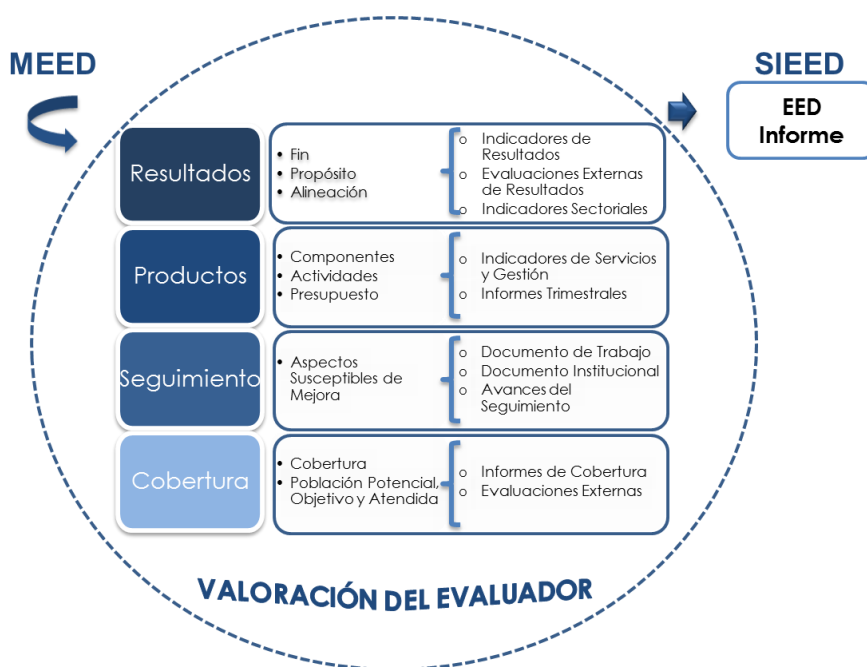 MEED
SIEED
EED
Informe
Resultados
• Fin
• Propósito
• Alineación
o Indicadores de
Resultados
o Evaluaciones Externas
de Resultados
o Indicadores Sectoriales
Productos
• Componentes
• Actividades
• Presupuesto
o Indicadores de Servicios
y Gestión
o Informes Trimestrales
Seguimiento
• Aspectos
Susceptibles de
Mejora
o Documento de Trabajo
o Documento Institucional
o Avances del
Seguimiento
Cobertura
• Cobertura
• Población Potencial,
Objetivo y Atendida
o Informes de Cobertura
o Evaluaciones Externas
VALORACIÓN DEL EVALUADOR